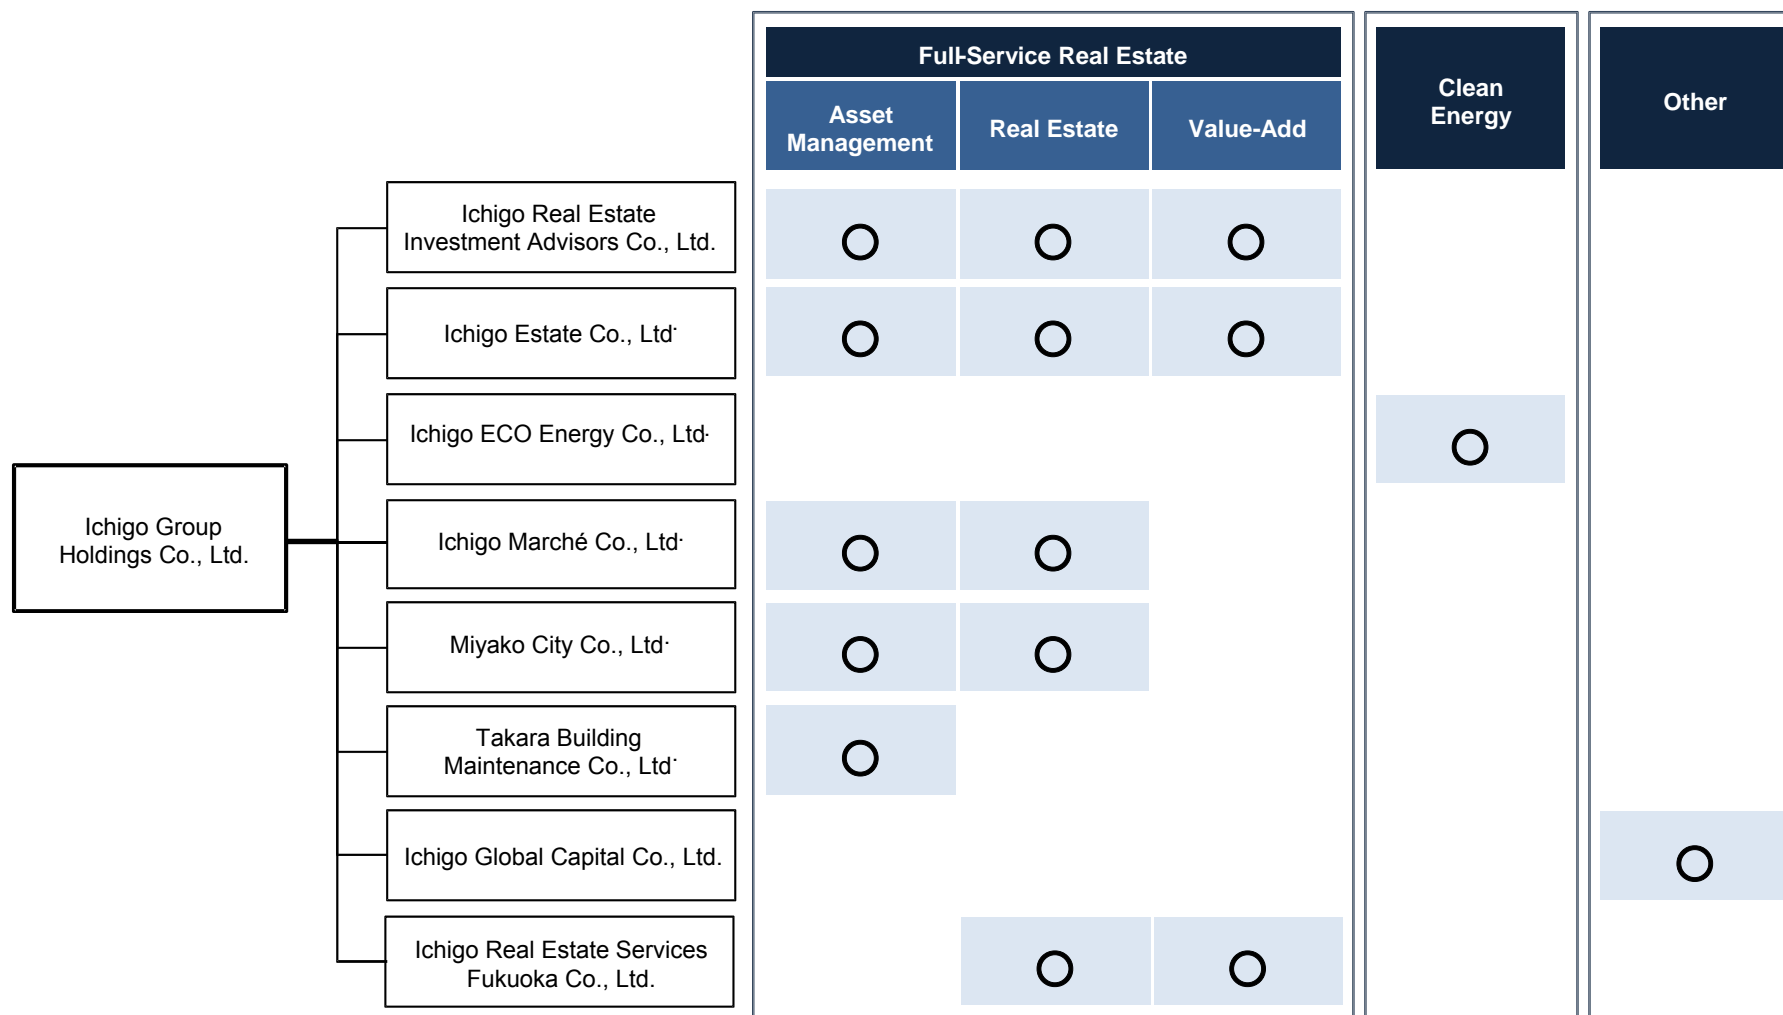 Full-Service Real Estate
Asset
Management
Real Estate
Value-Add
Clean
Energy
Other
Ichigo Real Estate
Investment Advisors Co., Ltd.
Ichigo Estate Co., Ltd.
Ichigo ECO Energy Co., Ltd.
Ichigo Group
Holdings Co., Ltd.
Ichigo Marché Co., Ltd.
Miyako City Co., Ltd.
Takara Building
Maintenance Co., Ltd.
Ichigo Global Capital Co., Ltd.
Ichigo Real Estate Services
Fukuoka Co., Ltd.